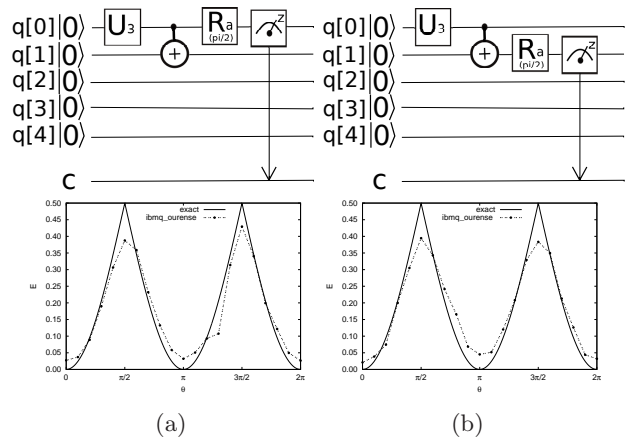 q[0]|0⟩ U3 Ra (pi/2) z
q[1]|0⟩
q[2]|0⟩
q[3]|0⟩
q[4]|0⟩
c
q[0]|0⟩ U3 z
q[1]|0⟩ Ra (pi/2)
q[2]|0⟩
q[3]|0⟩
q[4]|0⟩
c
exact
ibmq_ourense
0.50
0.45
0.40
0.35
0.30
0.25
0.20
0.15
0.10
0.05
0.00
E
0 π/2 π 3π/2 2π
θ
exact
ibmq_ourense
0.50
0.45
0.40
0.35
0.30
0.25
0.20
0.15
0.10
0.05
0.00
E
0 π/2 π 3π/2 2π
θ
(a) (b)